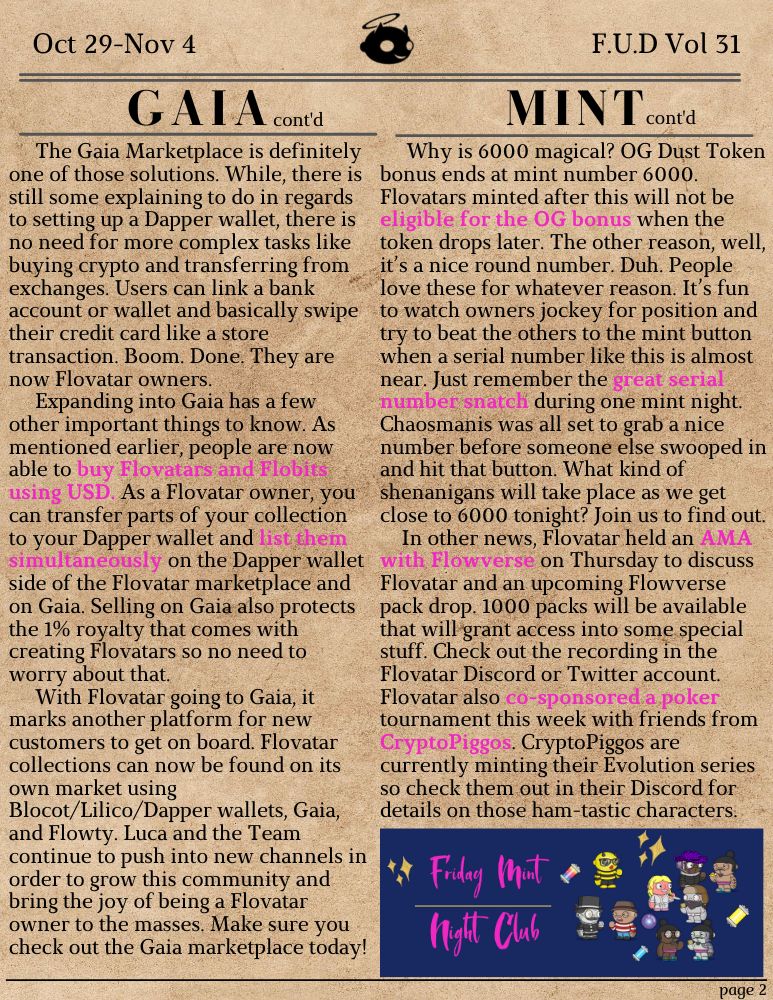 Oct 29-Nov 4
F.U.D Vol 31
GAIA cont'd
The Gaia Marketplace is definitely
one of those solutions. While, there is
still some explaining to do in regards
to setting up a Dapper wallet, there is
no need for more complex tasks like
buying crypto and transferring from
exchanges. Users can link a bank
account or wallet and basically swipe
their credit card like a store
transaction. Boom. Done. They are
now Flovatar owners.
Expanding into Gaia has a few
other important things to know. As
mentioned earlier, people are now
able to buy Flovatars and Flobits
using USD. As a Flovatar owner, you
can transfer parts of your collection
to your Dapper wallet and list them
simultaneously on the Dapper wallet
side of the Flovatar marketplace and
on Gaia. Selling on Gaia also protects
the 1% royalty that comes with
creating Flovatars so no need to
worry about that.
With Flovatar going to Gaia, it
marks another platform for new
customers to get on board. Flovatar
collections can now be found on its
own market using
Blocot/Lilico/Dapper wallets, Gaia,
and Flowty. Luca and the Team
continue to push into new channels in
order to grow this community and
bring the joy of being a Flovatar
owner to the masses. Make sure you
check out the Gaia marketplace today!
MINT cont'd
Why is 6000 magical? OG Dust Token
bonus ends at mint number 6000.
Flovatars minted after this will not be
eligible for the OG bonus when the
token drops later. The other reason, well,
it's a nice round number. Duh. People
love these for whatever reason. It's fun
to watch owners jockey for position and
try to beat the others to the mint button
when a serial number like this is almost
near. Just remember the great serial
number snatch during one mint night.
Chaosmanis was all set to grab a nice
number before someone else swooped in
and hit that button. What kind of
shenanigans will take place as we get
close to 6000 tonight? Join us to find out.
In other news, Flovatar held an AMA
with Flowverse on Thursday to discuss
Flovatar and an upcoming Flowverse
pack drop. 1000 packs will be available
that will grant access into some special
stuff. Check out the recording in the
Flovatar Discord or Twitter account.
Flovatar also co-sponsored a poker
tournament this week with friends from
CryptoPiggos. CryptoPiggos are
currently minting their Evolution series
so check them out in their Discord for
details on those ham-tastic characters.
Friday Mint
Night Club
page 2